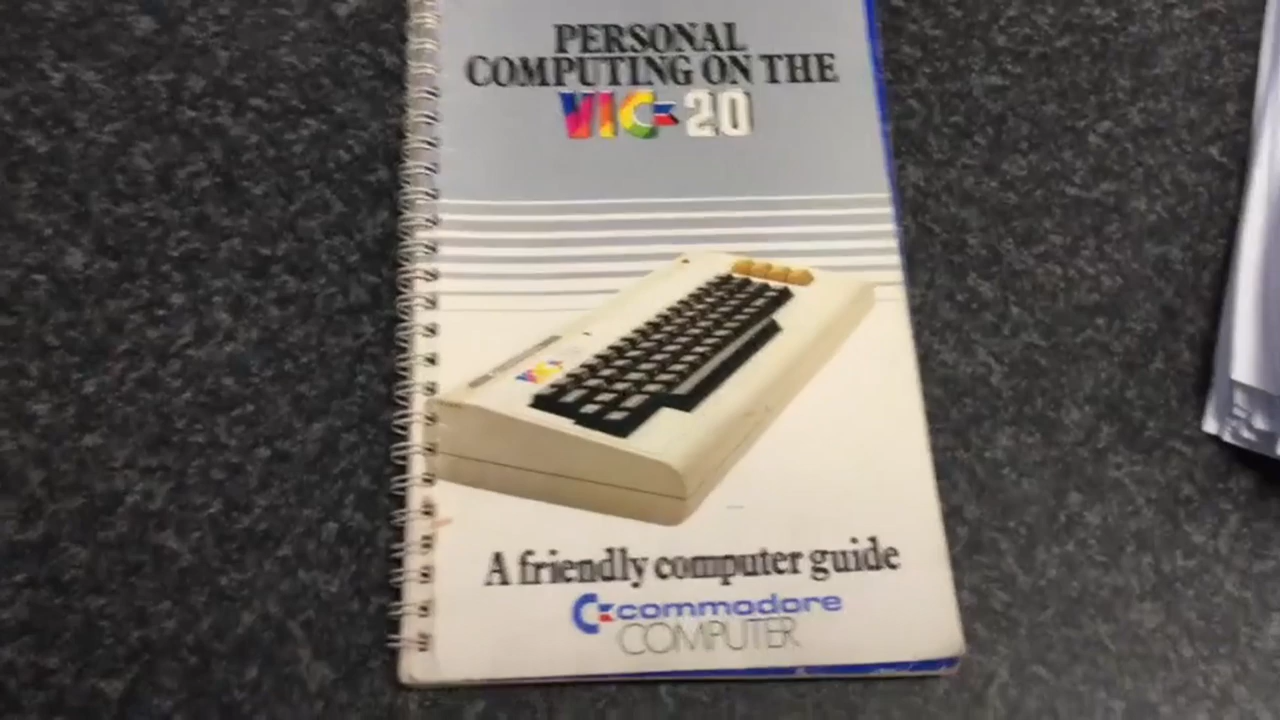 PERSONAL
COMPUTING ON THE
VIC-20
A friendly computer guide
commodore
COMPUTER